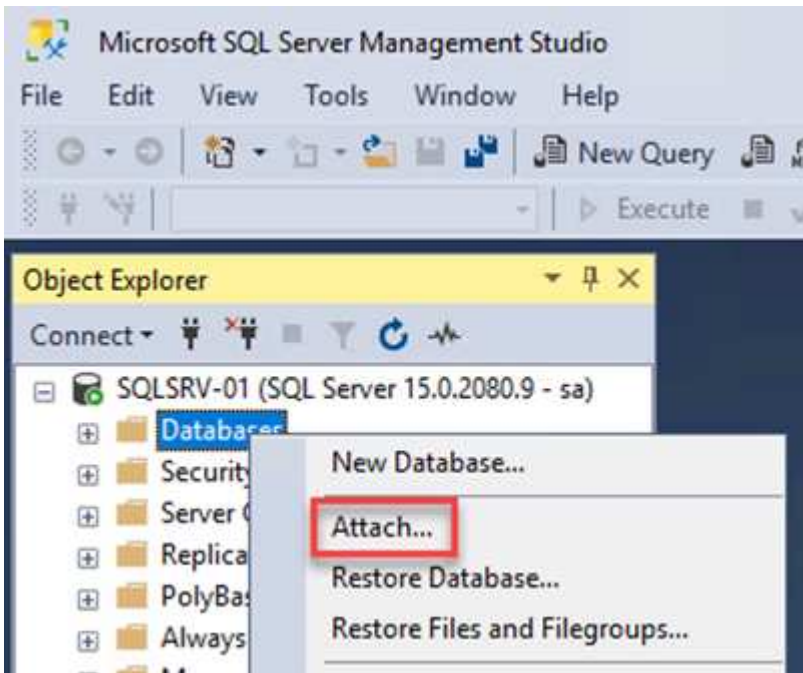 Microsoft SQL Server Management Studio
File Edit View Tools Window Help
New Query
Execute
Object Explorer
Connect
SQLSRV-01 (SQL Server 15.0.2080.9 - sa)
Databases
New Database...
Attach...
Restore Database...
Always
Restore Files and Filegroups...